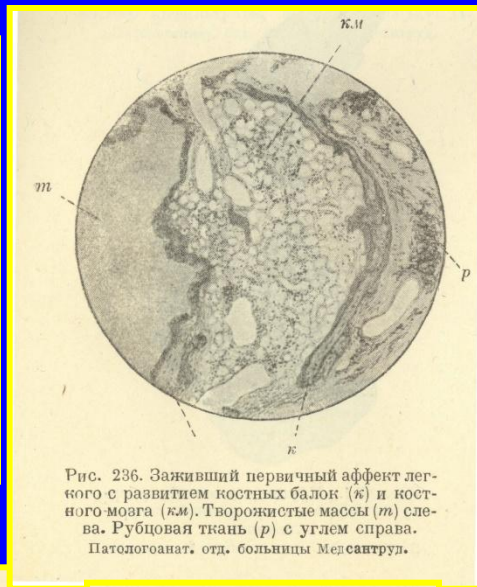 км
т
р
к
Рис. 236. Заживший первичный аффект лег-
кого с развитием костных балок (к) и кост-
ного мозга (км). Творожистые массы (т) сле-
ва. Рубцовая ткань (р) с углем справа.
Патологоанат. отд. больницы Медсантруд.